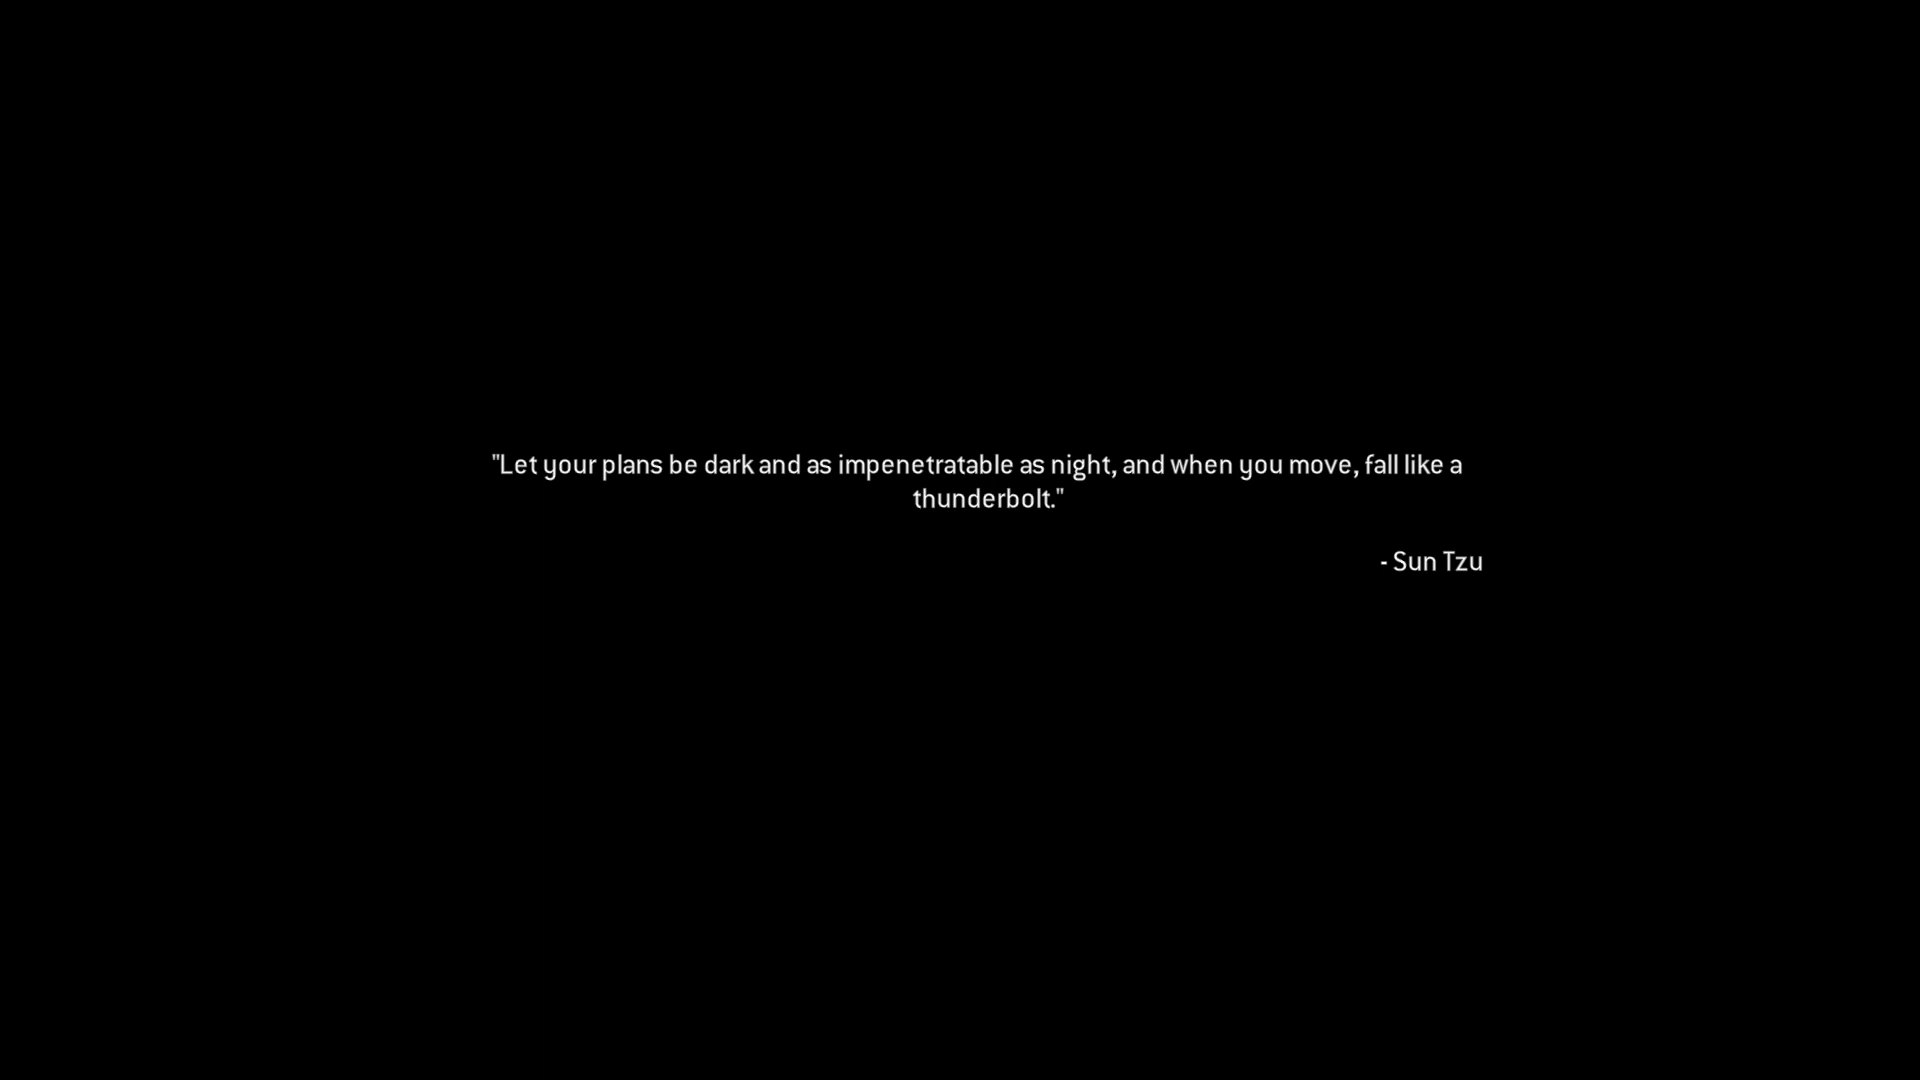 "Let your plans be dark and as impenetratable as night, and when you move, fall like a
thunderbolt."
- Sun Tzu